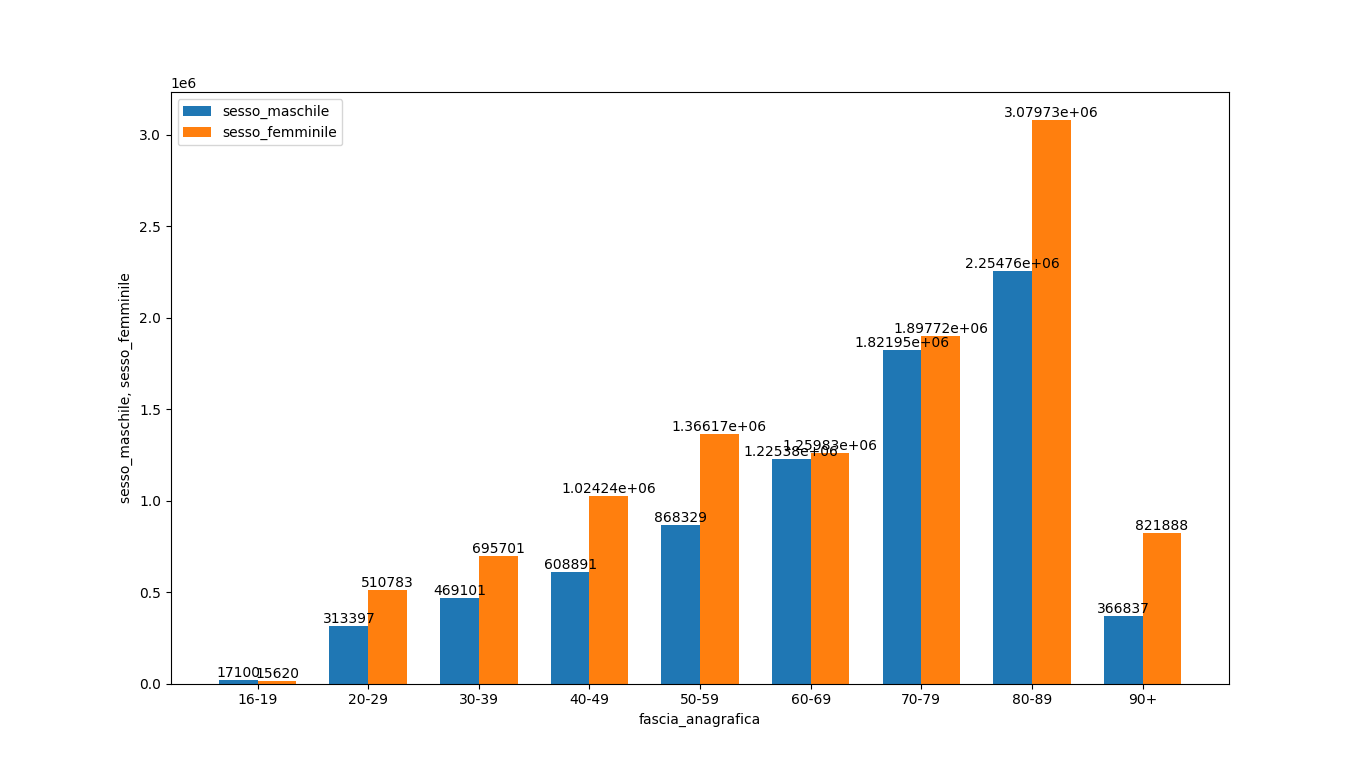 1e6
sesso_maschile
sesso_femminile
3.0
2.5
2.0
1.5
1.0
0.5
0.0
sesso_maschile, sesso_femminile
17100
15620
313397
510783
469101
695701
608891
1.02424e+06
868329
1.36617e+06
1.22538e+06
1.25983e+06
1.82195e+06
1.89772e+06
2.25476e+06
3.07973e+06
366837
821888
16-19 20-29 30-39 40-49 50-59 60-69 70-79 80-89 90+
fascia_anagrafica